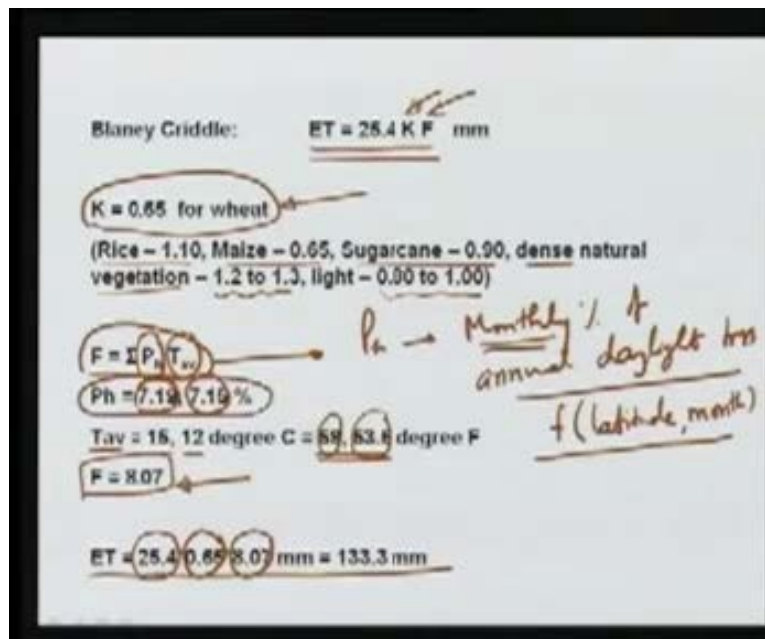 Blaney Criddle: ET = 25.4 K F mm
K = 0.65 for wheat
(Rice – 1.10, Maize – 0.65, Sugarcane – 0.90, dense natural
vegetation – 1.2 to 1.3, light – 0.80 to 1.00)
F = Σ Ph Tav
Ph → Monthly % of
annual daylight hrs
f(latitude, month)
Ph = 7.19, 7.15 %
Tav = 15, 12 degree C = 59, 53.6 degree F
F = 8.07
ET = 25.4 0.65 8.07 mm = 133.3 mm